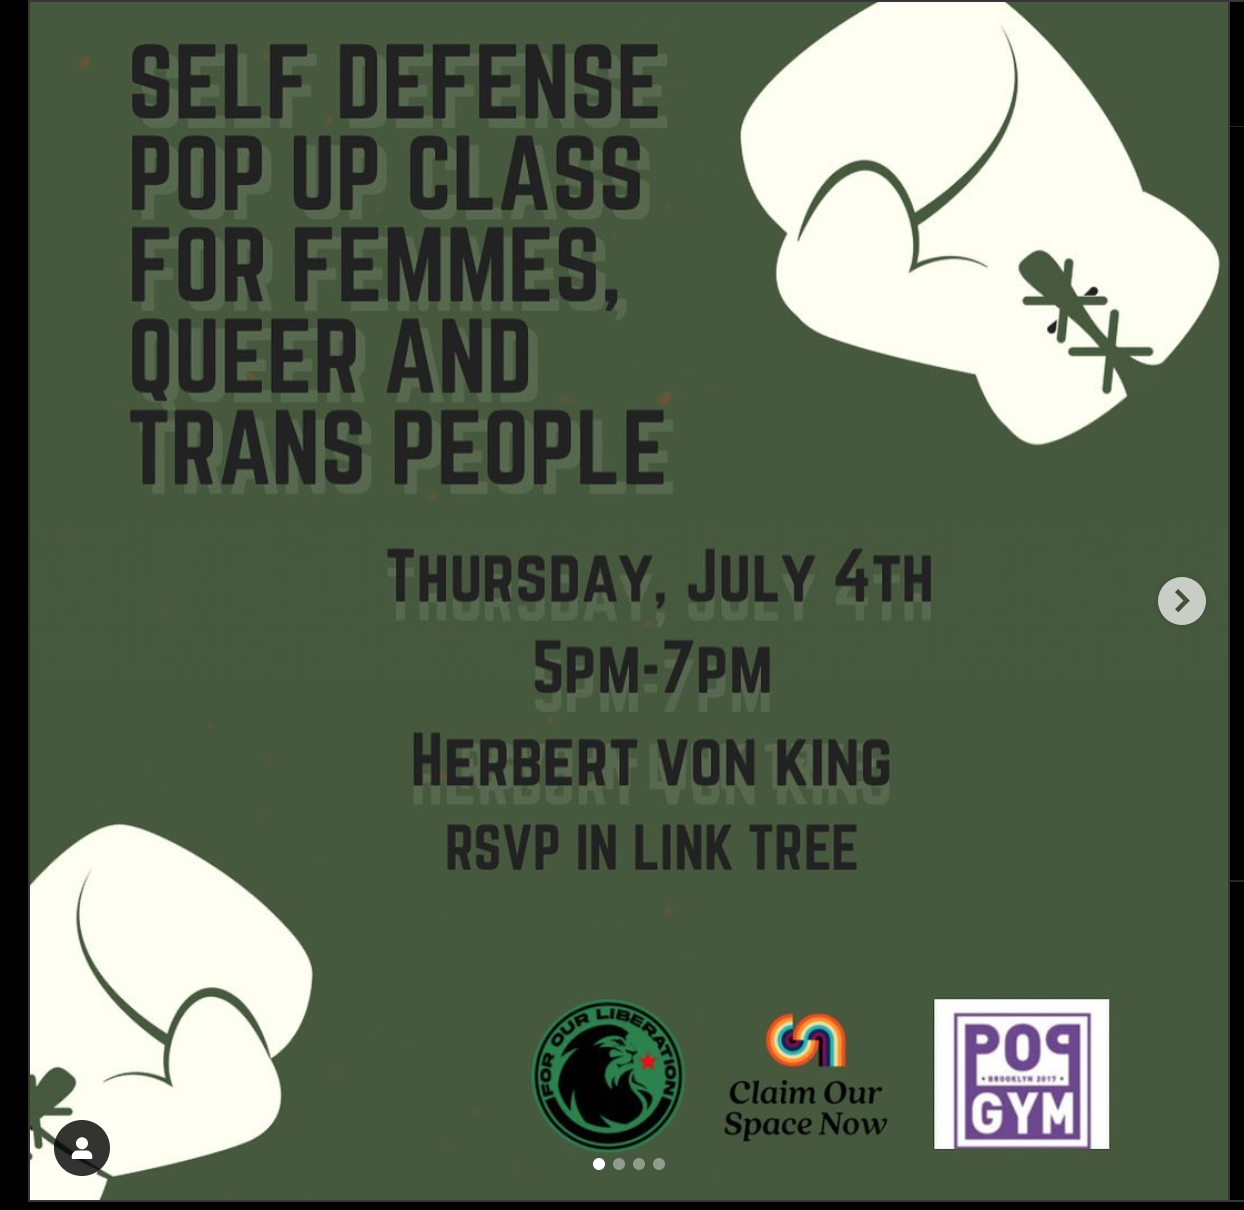 SELF DEFENSE
POP UP CLASS
FOR FEMMES,
QUEER AND
TRANS PEOPLE
THURSDAY, JULY 4TH
5PM-7PM
HERBERT VON KING
RSVP IN LINK TREE
FOR OUR LIBERATION
Claim Our
Space Now
POP
• BROOKLYN 2017 •
GYM